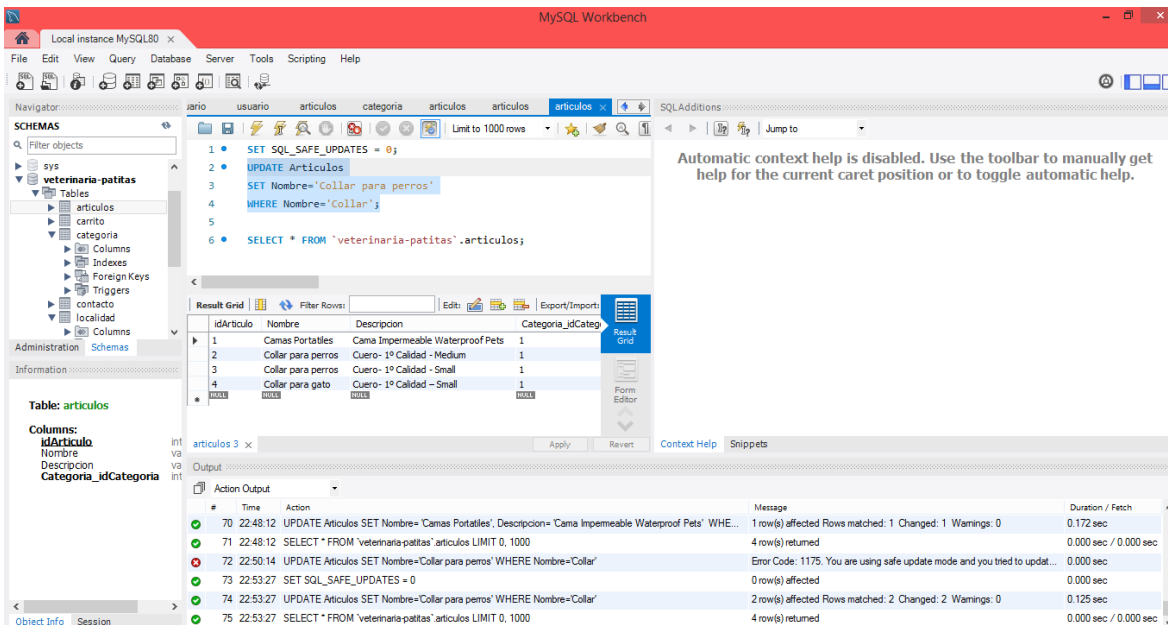 MySQL Workbench
Local instance MySQL80
File Edit View Query Database Server Tools Scripting Help
Navigator
SCHEMAS
Filter objects
sys
veterinaria-patitas
Tables
articulos
carrito
categoria
Columns
Indexes
Foreign Keys
Triggers
contacto
localidad
Columns
Administration Schemas
Information
Table: articulos
Columns:
idArticulo int
Nombre va
Descripcion va
Categoria_idCategoria int
Object Info Session
uario usuario articulos categoria articulos articulos articulos
Limit to 1000 rows
1 SET SQL_SAFE_UPDATES = 0;
2 UPDATE Articulos
3 SET Nombre='Collar para perros'
4 WHERE Nombre='Collar';
5
6 SELECT * FROM `veterinaria-patitas`.articulos;
Result Grid Filter Rows: Edit: Export/Import:
idArticulo Nombre Descripcion Categoria_idCatego
1 Camas Portatiles Cama Impermeable Waterproof Pets 1
2 Collar para perros Cuero- 1º Calidad - Medium 1
3 Collar para perros Cuero- 1º Calidad - Small 1
4 Collar para gato Cuero- 1º Calidad – Small 1
NULL NULL NULL NULL
Result Grid
Form Editor
articulos 3 Apply Revert
SQLAdditions
Jump to
Automatic context help is disabled. Use the toolbar to manually get
help for the current caret position or to toggle automatic help.
Context Help Snippets
Output
Action Output
# Time Action Message Duration / Fetch
70 22:48:12 UPDATE Articulos SET Nombre= 'Camas Portatiles', Descripcion= 'Cama Impermeable Waterproof Pets' WHE... 1 row(s) affected Rows matched: 1 Changed: 1 Warnings: 0 0.172 sec
71 22:48:12 SELECT * FROM `veterinaria-patitas`.articulos LIMIT 0, 1000 4 row(s) returned 0.000 sec / 0.000 sec
72 22:50:14 UPDATE Articulos SET Nombre='Collar para perros' WHERE Nombre='Collar' Error Code: 1175. You are using safe update mode and you tried to updat... 0.000 sec
73 22:53:27 SET SQL_SAFE_UPDATES = 0 0 row(s) affected 0.000 sec
74 22:53:27 UPDATE Articulos SET Nombre='Collar para perros' WHERE Nombre='Collar' 2 row(s) affected Rows matched: 2 Changed: 2 Warnings: 0 0.125 sec
75 22:53:27 SELECT * FROM `veterinaria-patitas`.articulos LIMIT 0, 1000 4 row(s) returned 0.000 sec / 0.000 sec